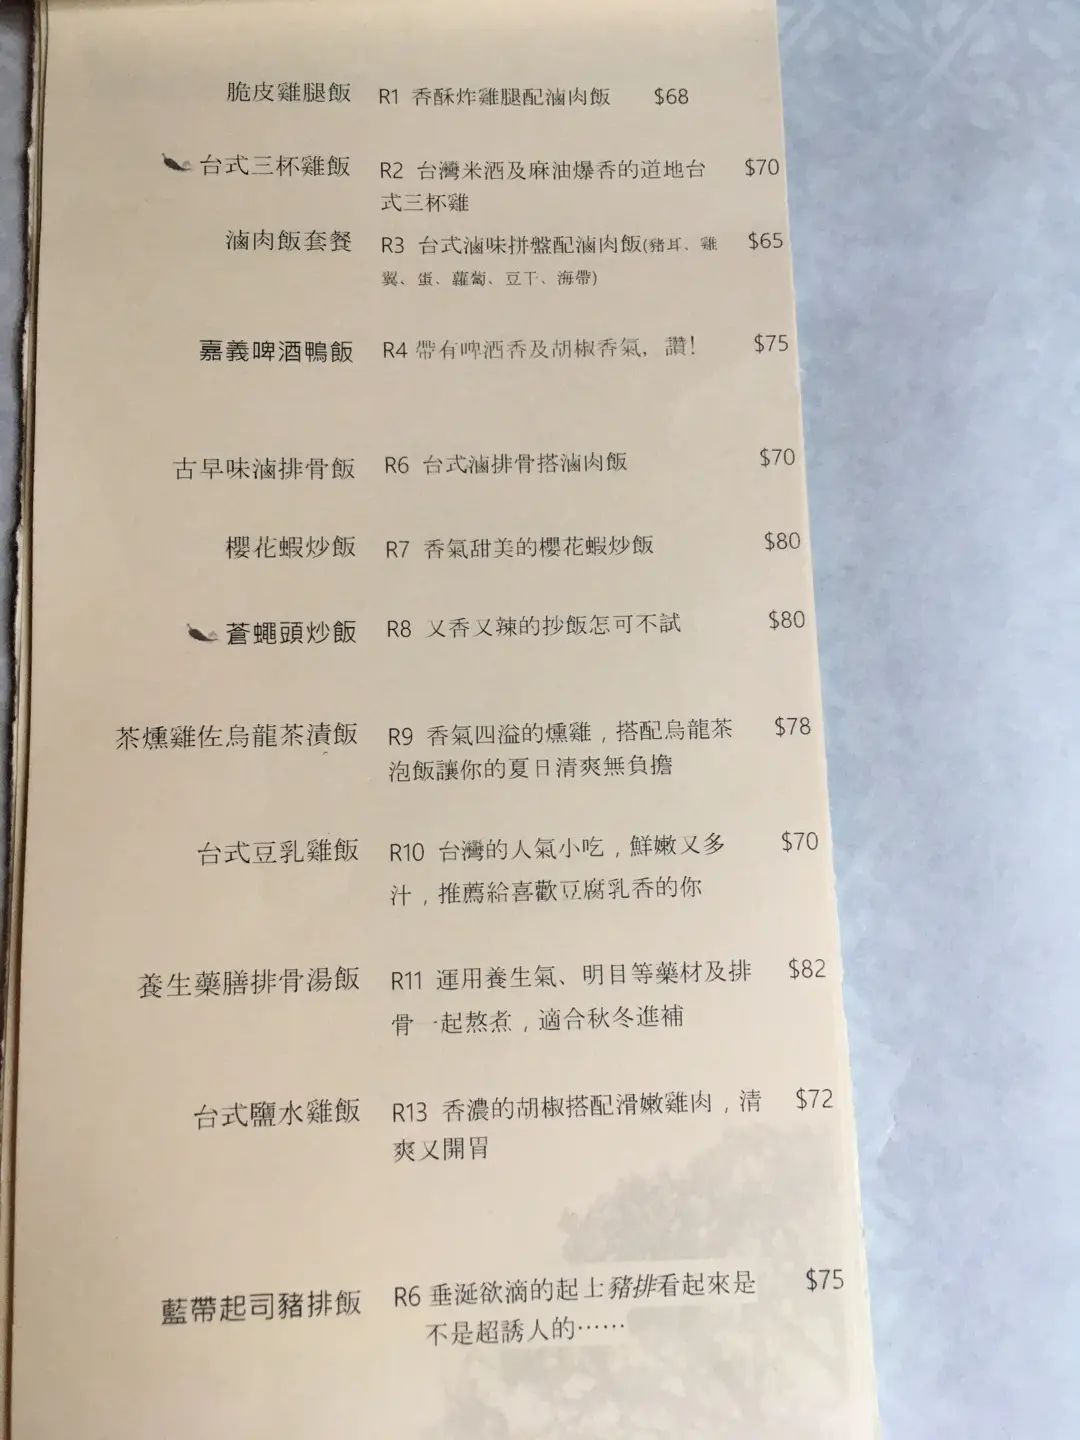 脆皮雞腿飯 R1 香酥炸雞腿配滷肉飯 $68
台式三杯雞飯 R2 台灣米酒及麻油爆香的道地台 $70
式三杯雞
滷肉飯套餐 R3 台式滷味拼盤配滷肉飯(豬耳、雞 $65
翼、蛋、蘿蔔、豆干、海帶)
嘉義啤酒鴨飯 R4 帶有啤酒香及胡椒香氣，讚! $75
古早味滷排骨飯 R6 台式滷排骨搭滷肉飯 $70
櫻花蝦炒飯 R7 香氣甜美的櫻花蝦炒飯 $80
蒼蠅頭炒飯 R8 又香又辣的抄飯怎可不試 $80
茶燻雞佐烏龍茶漬飯 R9 香氣四溢的燻雞，搭配烏龍茶 $78
泡飯讓你的夏日清爽無負擔
台式豆乳雞飯 R10 台灣的人氣小吃，鮮嫩又多 $70
汁，推薦給喜歡豆腐乳香的你
養生藥膳排骨湯飯 R11 運用養生氣、明目等藥材及排 $82
骨一起熬煮，適合秋冬進補
台式鹽水雞飯 R13 香濃的胡椒搭配滑嫩雞肉，清 $72
爽又開胃
藍帶起司豬排飯 R6 垂涎欲滴的起士豬排看起來是 $75
不是超誘人的……